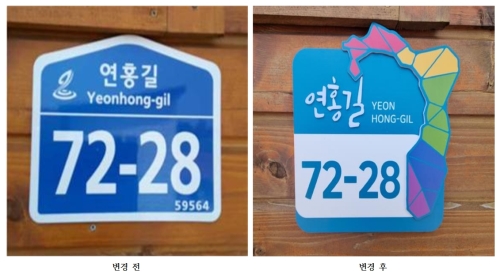 연홍길
Yeonhong-gil
72-28
59564
변경 전
연홍길
YEON
HONG-GIL
72-28
변경 후